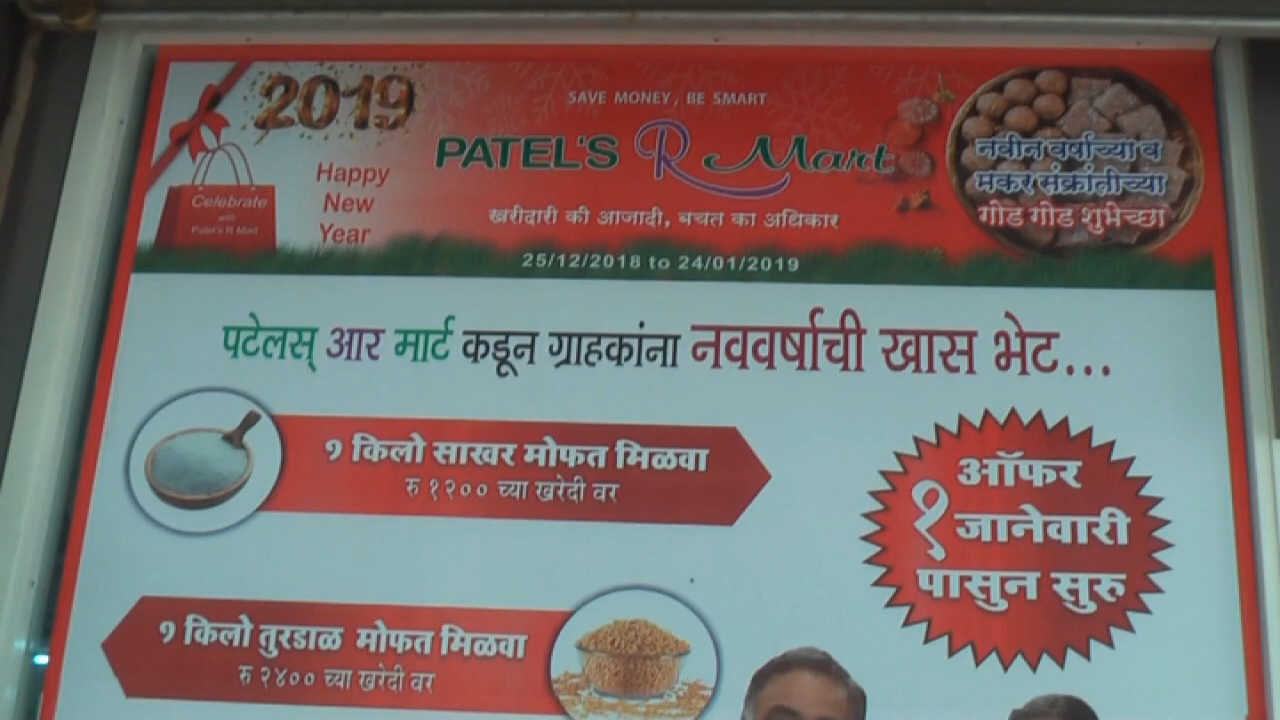 2019
Happy
New
Year
Celebrate
with
Patel's R Mart
SAVE MONEY, BE SMART
PATEL'S R Mart
खरीदारी की आजादी, बचत का अधिकार
25/12/2018 to 24/01/2019
नवीन वर्षाच्या व
मकर संक्रांतीच्या
गोड गोड शुभेच्छा
पटेलस् आर मार्ट कडून ग्राहकांना नववर्षाची खास भेट...
१ किलो साखर मोफत मिळवा
रु १२०० च्या खरेदी वर
ऑफर
१ जानेवारी
पासुन सुरु
१ किलो तुरडाळ मोफत मिळवा
रु २४०० च्या खरेदी वर